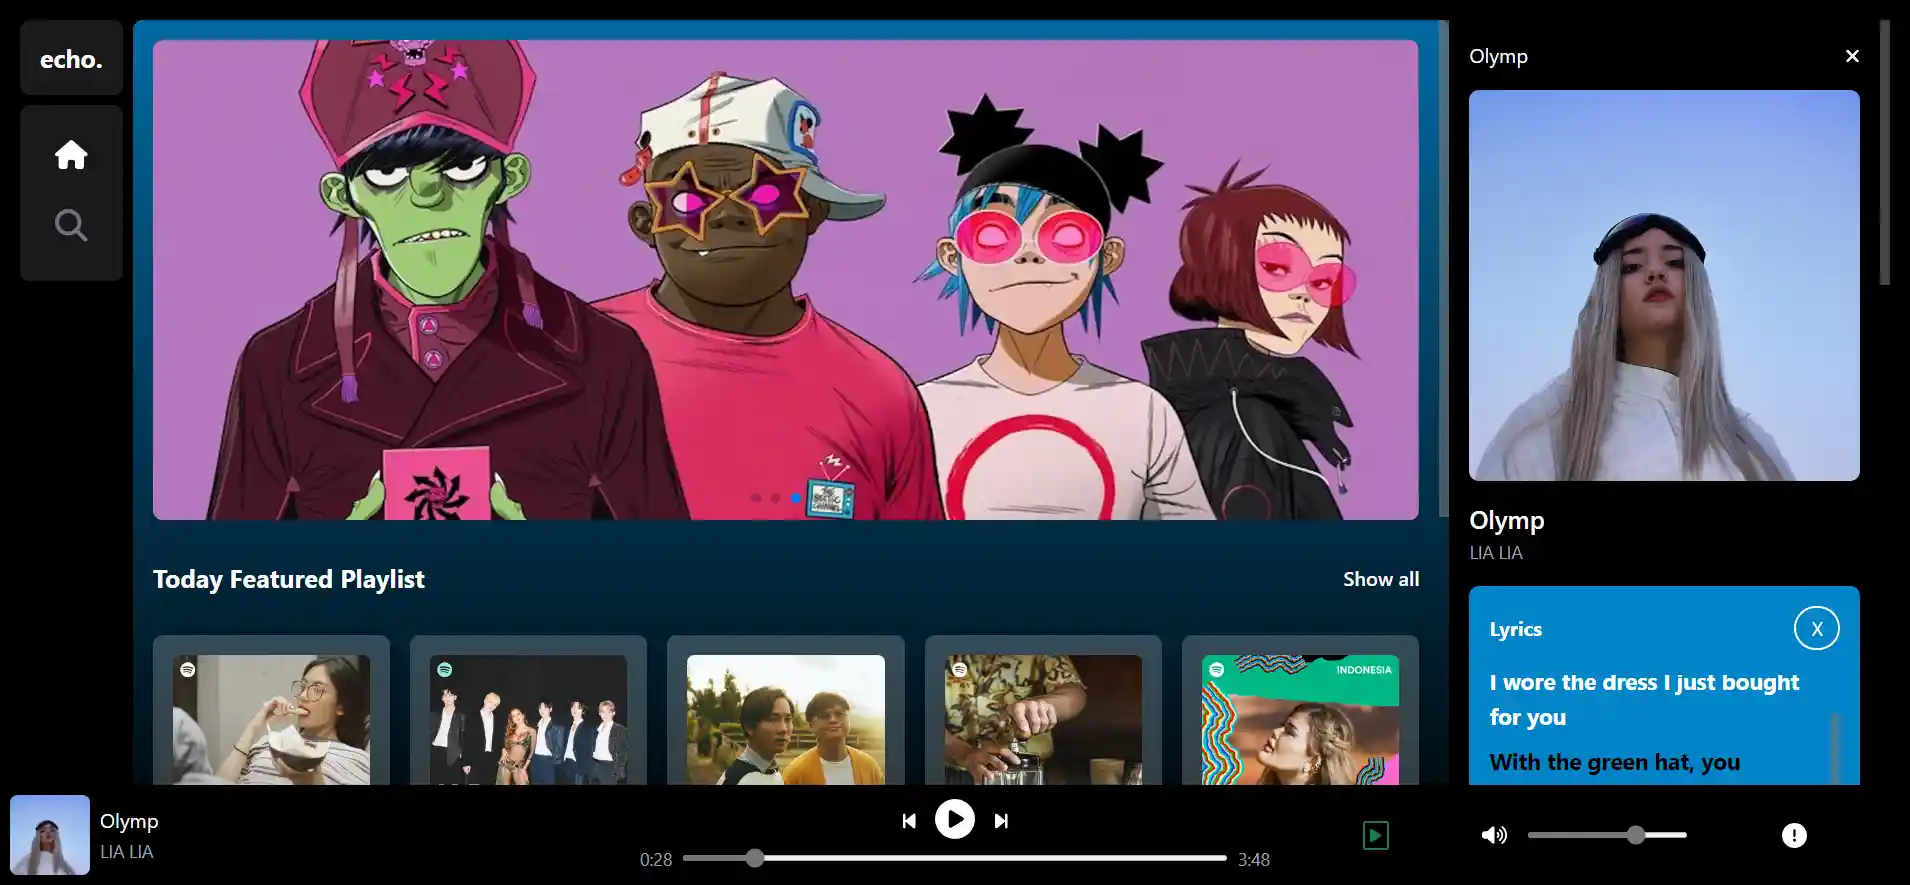 echo.
Olymp
Olymp
LIA LIA
Today Featured Playlist
Show all
Lyrics
X
I wore the dress I just bought
for you
With the green hat, you
INDONESIA
Olymp
LIA LIA
0:28
3:48